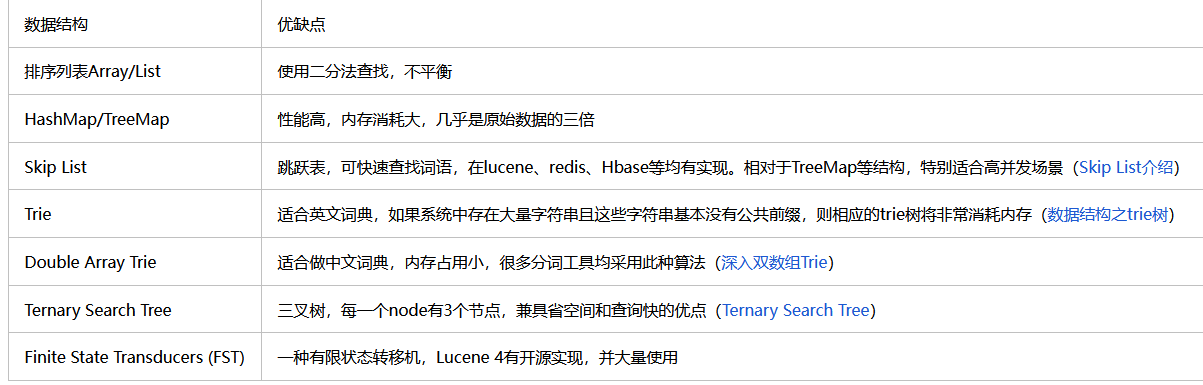 数据结构 优缺点
排序列表Array/List 使用二分法查找，不平衡
HashMap/TreeMap 性能高，内存消耗大，几乎是原始数据的三倍
Skip List 跳跃表，可快速查找词语，在lucene、redis、Hbase等均有实现。相对于TreeMap等结构，特别适合高并发场景（Skip List介绍）
Trie 适合英文词典，如果系统中存在大量字符串且这些字符串基本没有公共前缀，则相应的trie树将非常消耗内存（数据结构之trie树）
Double Array Trie 适合做中文词典，内存占用小，很多分词工具均采用此种算法（深入双数组Trie）
Ternary Search Tree 三叉树，每一个node有3个节点，兼具省空间和查询快的优点（Ternary Search Tree）
Finite State Transducers (FST) 一种有限状态转移机，Lucene 4有开源实现，并大量使用